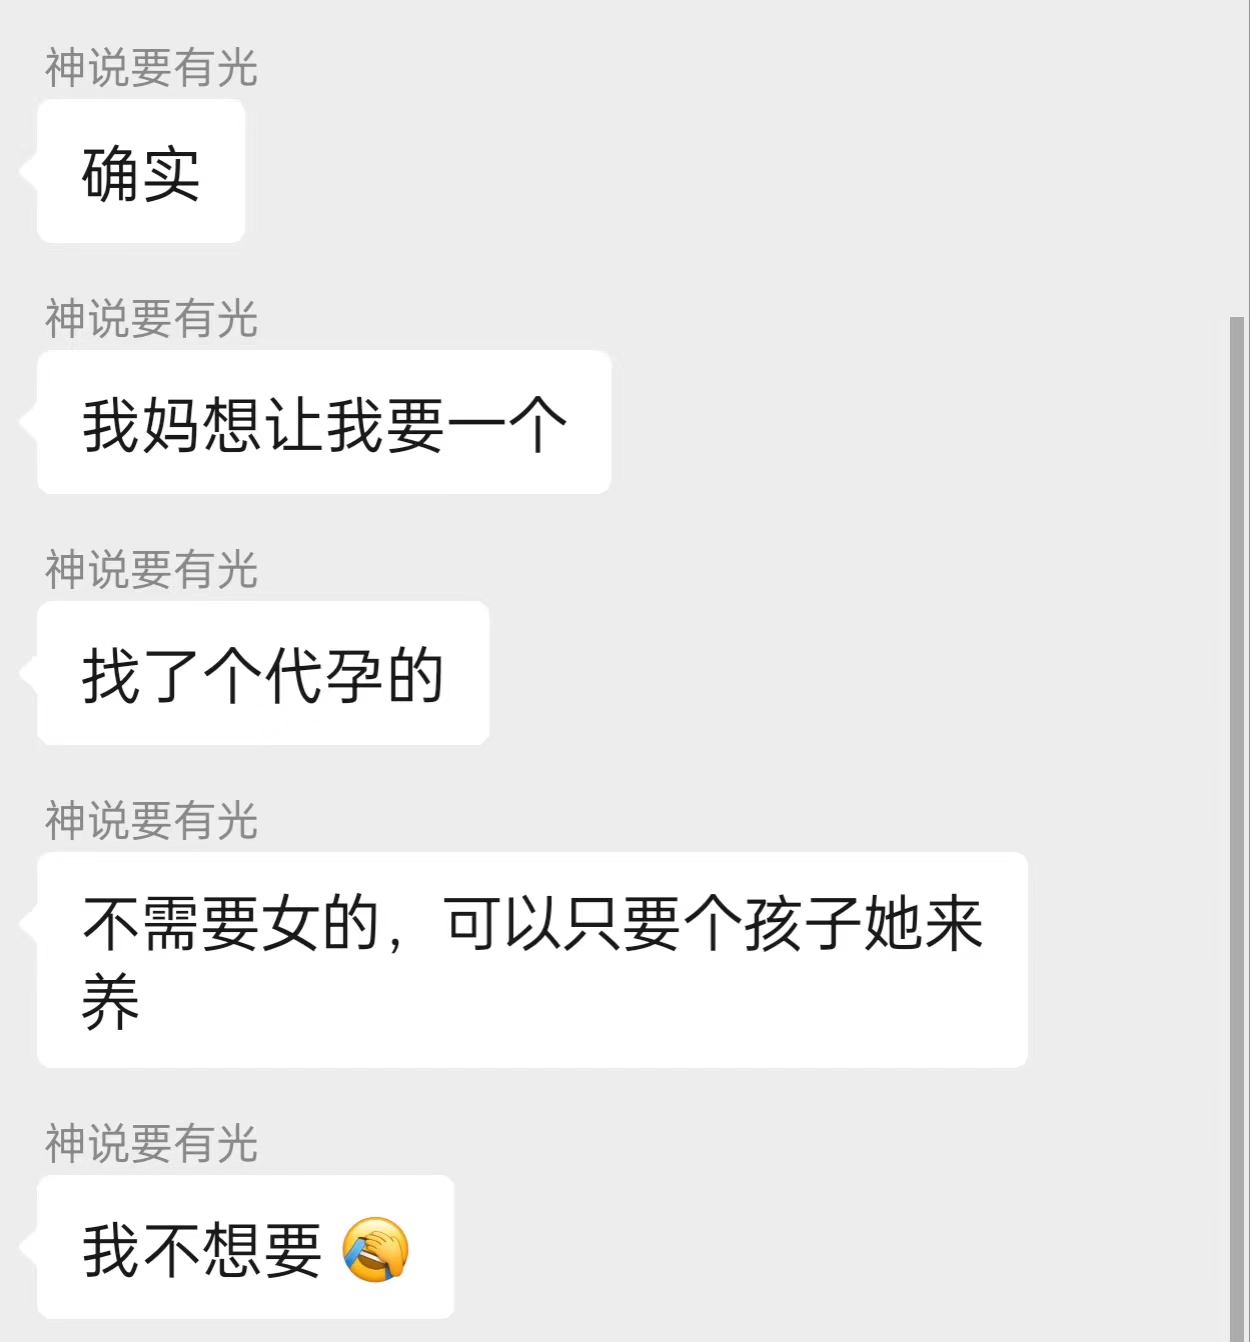 神说要有光
确实
神说要有光
我妈想让我要一个
神说要有光
找了个代孕的
神说要有光
不需要女的，可以只要个孩子她来
养
神说要有光
我不想要